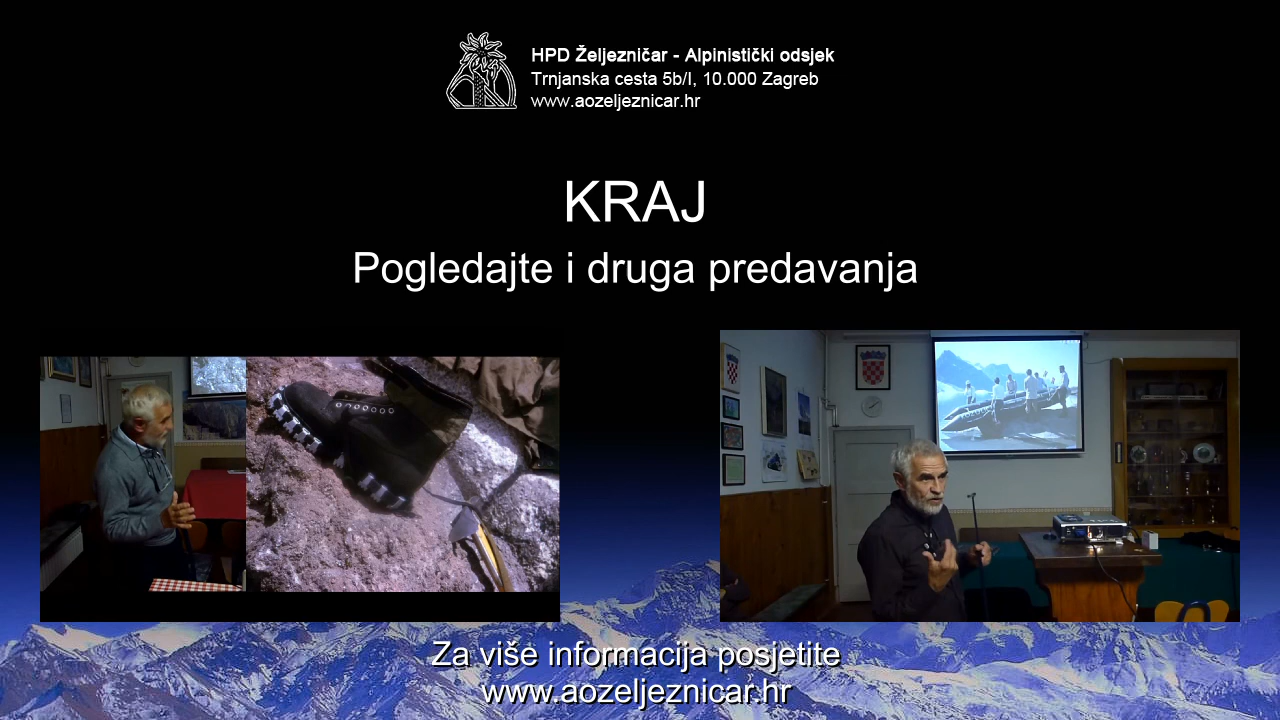 HPD Željezničar - Alpinistički odsjek
Trnjanska cesta 5b/I, 10.000 Zagreb
www.aozeljeznicar.hr
KRAJ
Pogledajte i druga predavanja
Za više informacija posjetite
www.aozeljeznicar.hr